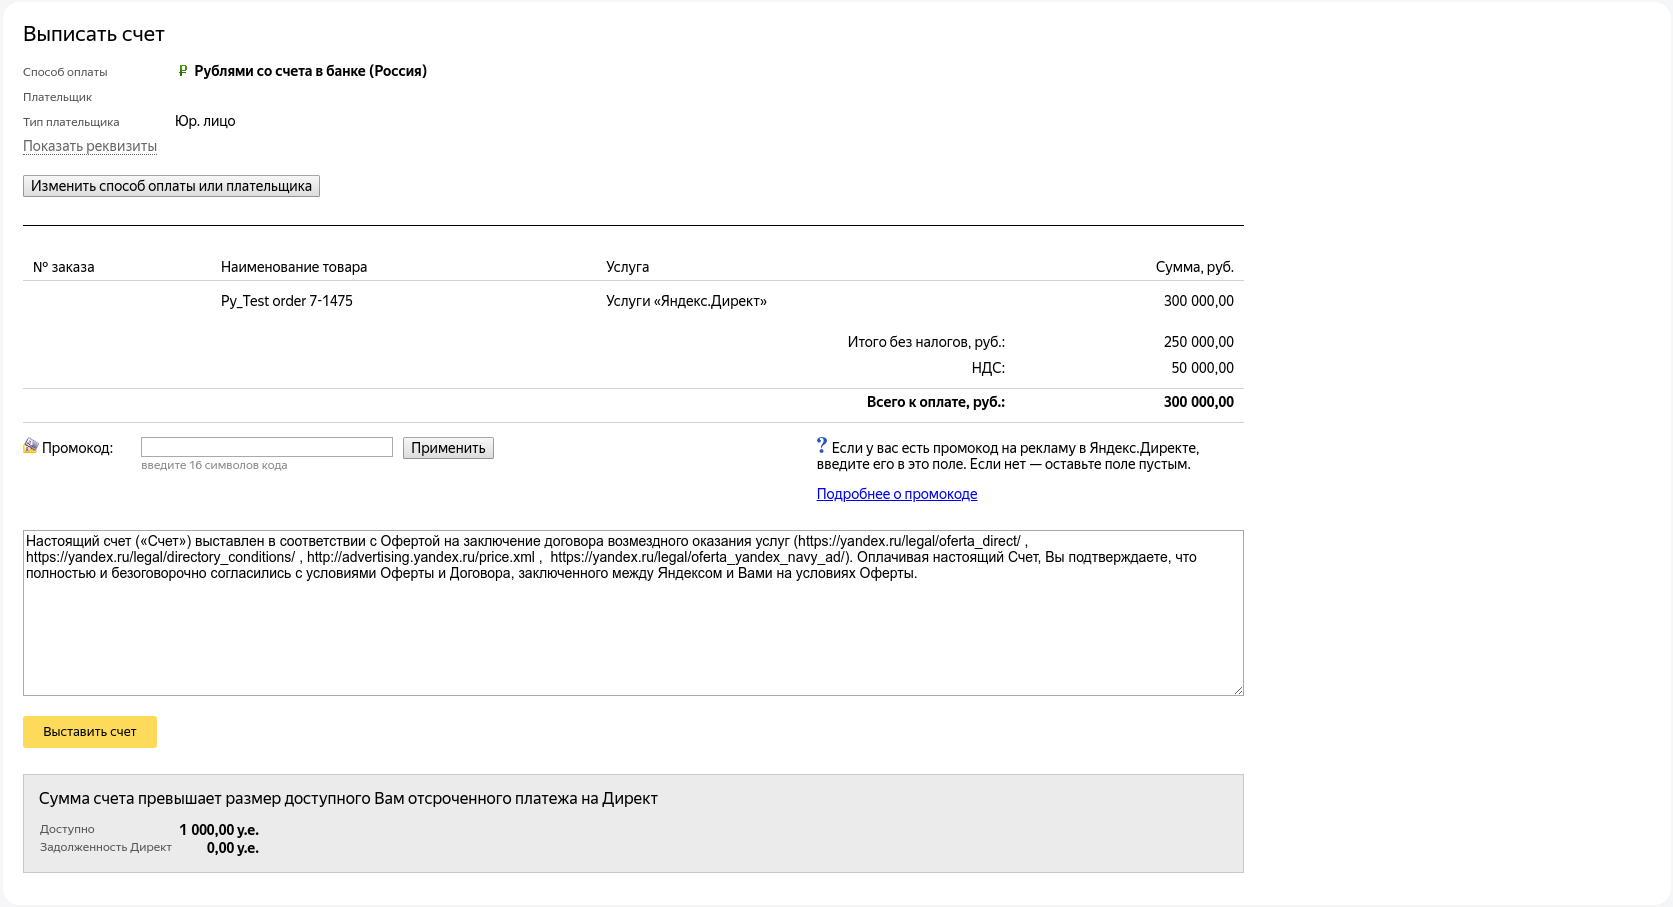 Выписать счет
Способ оплаты ₽ Рублями со счета в банке (Россия)
Плательщик
Тип плательщика Юр. лицо
Показать реквизиты
Изменить способ оплаты или плательщика
№ заказа Наименование товара Услуга Сумма, руб.
Py_Test order 7-1475 Услуги «Яндекс.Директ» 300 000,00
Итого без налогов, руб.: 250 000,00
НДС: 50 000,00
Всего к оплате, руб.: 300 000,00
Промокод: Применить
введите 16 символов кода
? Если у вас есть промокод на рекламу в Яндекс.Директе,
введите его в это поле. Если нет — оставьте поле пустым.
Подробнее о промокоде
Настоящий счет («Счет») выставлен в соответствии с Офертой на заключение договора возмездного оказания услуг (https://yandex.ru/legal/oferta_direct/ ,
https://yandex.ru/legal/directory_conditions/ , http://advertising.yandex.ru/price.xml ,  https://yandex.ru/legal/oferta_yandex_navy_ad/). Оплачивая настоящий Счет, Вы подтверждаете, что
полностью и безоговорочно согласились с условиями Оферты и Договора, заключенного между Яндексом и Вами на условиях Оферты.
Выставить счет
Сумма счета превышает размер доступного Вам отсроченного платежа на Директ
Доступно 1 000,00 у.е.
Задолженность Директ 0,00 у.е.